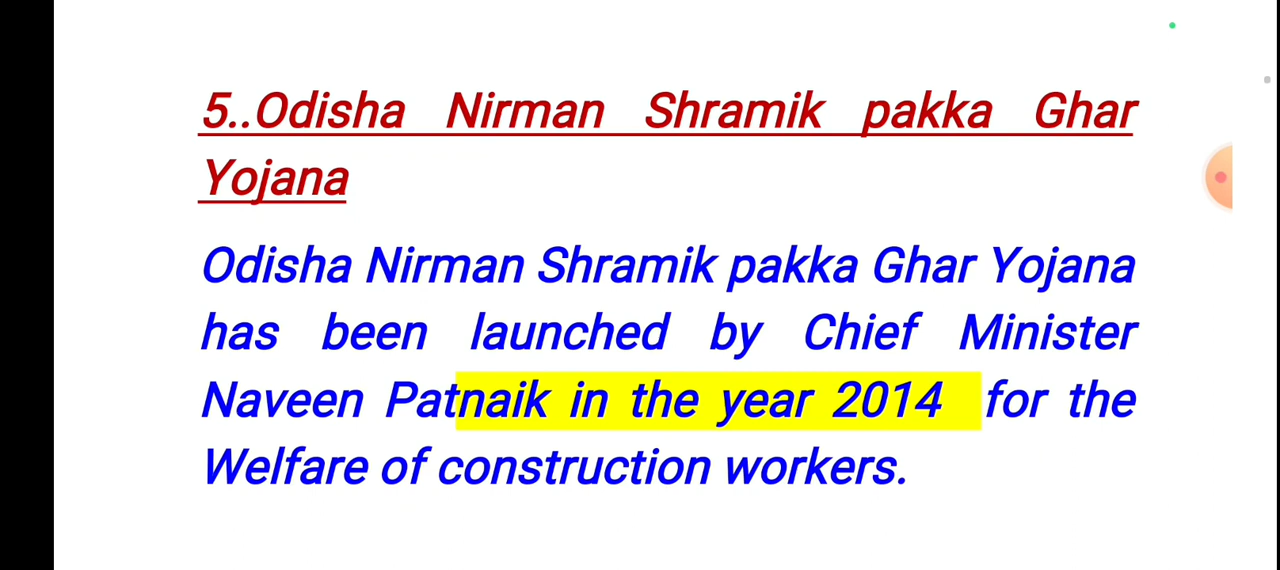 5..Odisha Nirman Shramik pakka Ghar
Yojana
Odisha Nirman Shramik pakka Ghar Yojana
has been launched by Chief Minister
Naveen Patnaik in the year 2014 for the
Welfare of construction workers.